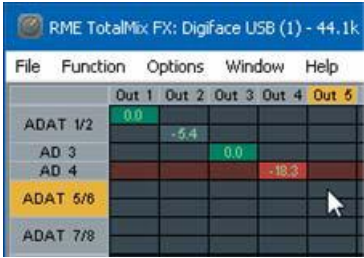 RME TotalMix FX: Digiface USB (1) - 44.1k
File Function Options Window Help
Out 1 Out 2 Out 3 Out 4 Out 5
0.0
ADAT 1/2
-5.4
AD 3 0.0
AD 4 -18.3
ADAT 5/6
ADAT 7/8